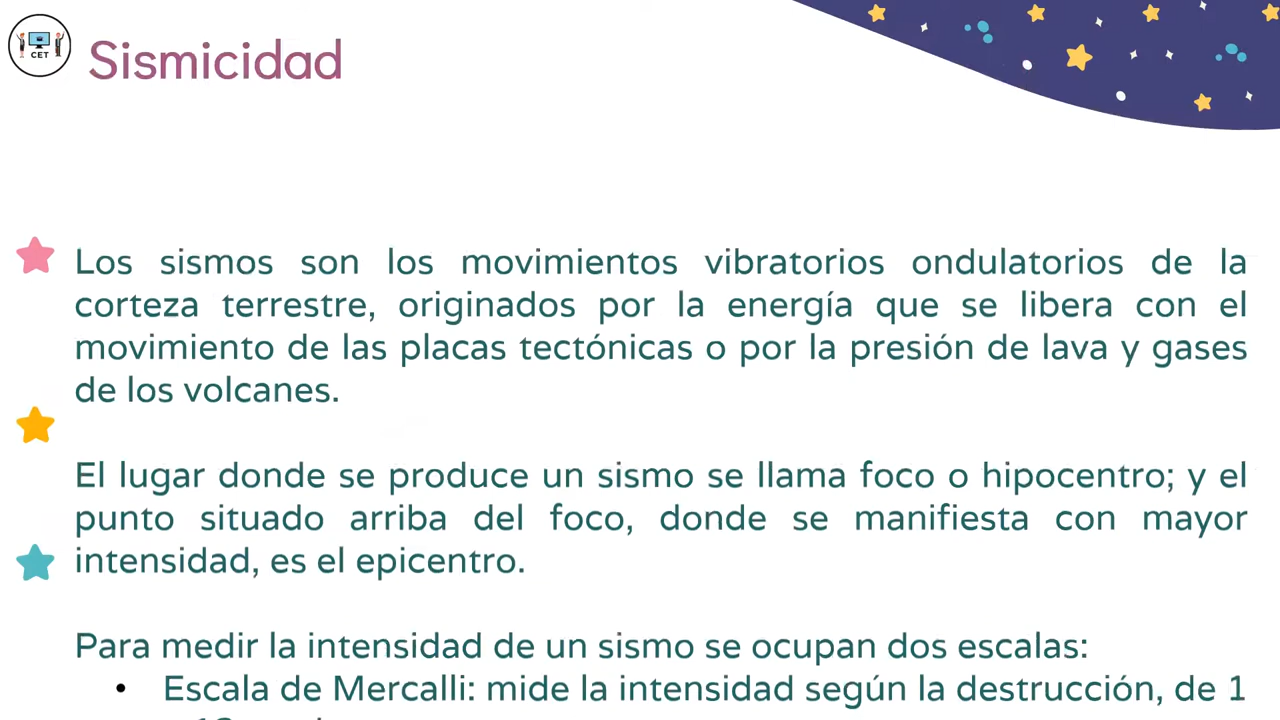 CET
Sismicidad
Los sismos son los movimientos vibratorios ondulatorios de la
corteza terrestre, originados por la energía que se libera con el
movimiento de las placas tectónicas o por la presión de lava y gases
de los volcanes.
El lugar donde se produce un sismo se llama foco o hipocentro; y el
punto situado arriba del foco, donde se manifiesta con mayor
intensidad, es el epicentro.
Para medir la intensidad de un sismo se ocupan dos escalas:
• Escala de Mercalli: mide la intensidad según la destrucción, de 1